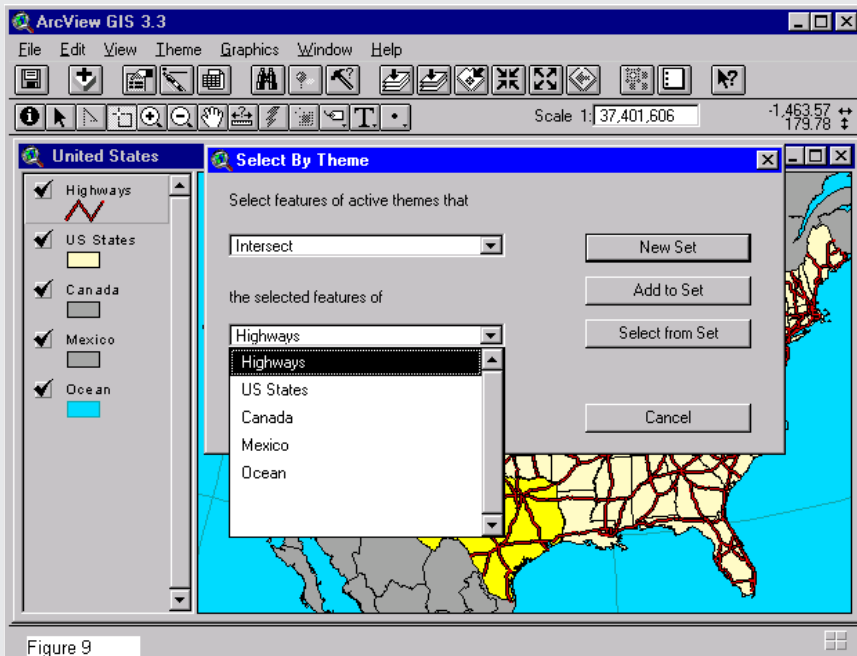 ArcView GIS 3.3
File Edit View Theme Graphics Window Help
Scale 1: 37,401,606
-1,463.57
179.78
United States
Highways
US States
Canada
Mexico
Ocean
Select By Theme
Select features of active themes that
Intersect
New Set
Add to Set
the selected features of
Select from Set
Highways
Highways
US States
Canada
Mexico
Ocean
Cancel
Figure 9